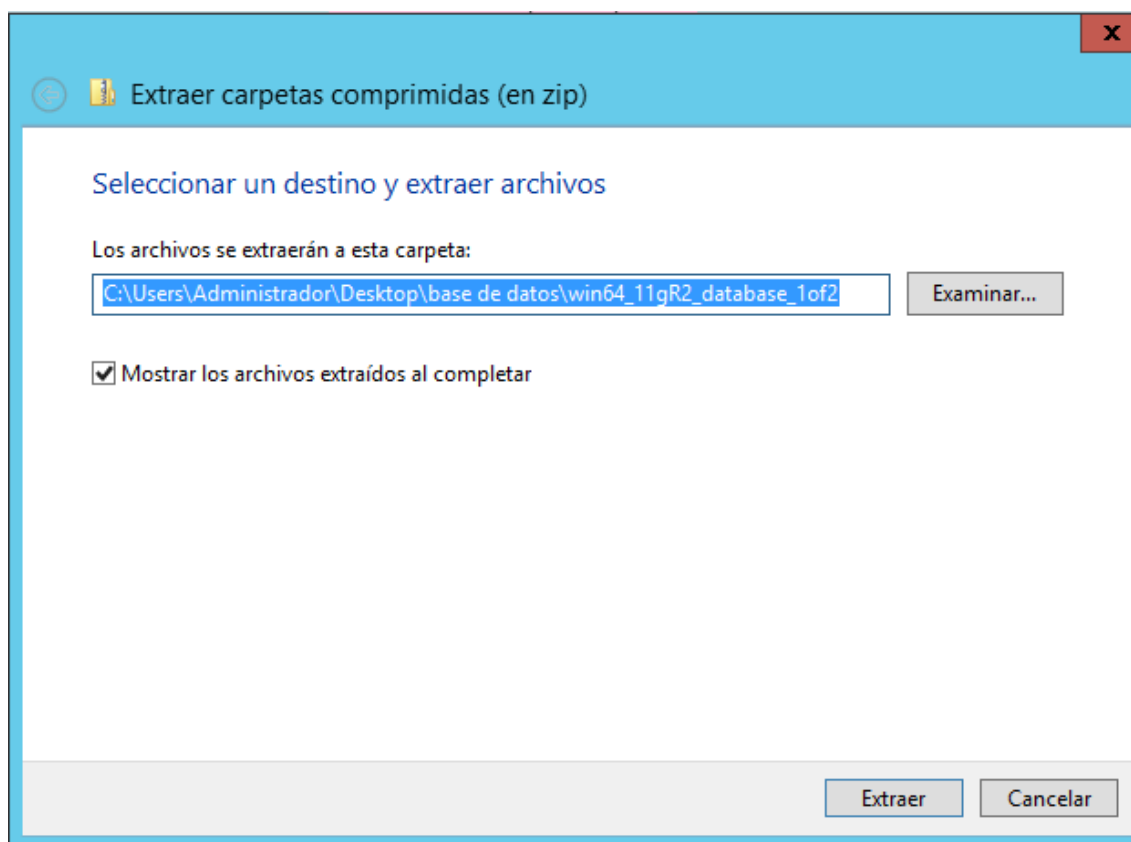 x
Extraer carpetas comprimidas (en zip)
Seleccionar un destino y extraer archivos
Los archivos se extraerán a esta carpeta:
C:\Users\Administrador\Desktop\base de datos\win64_11gR2_database_1of2
Examinar...
Mostrar los archivos extraídos al completar
Extraer
Cancelar